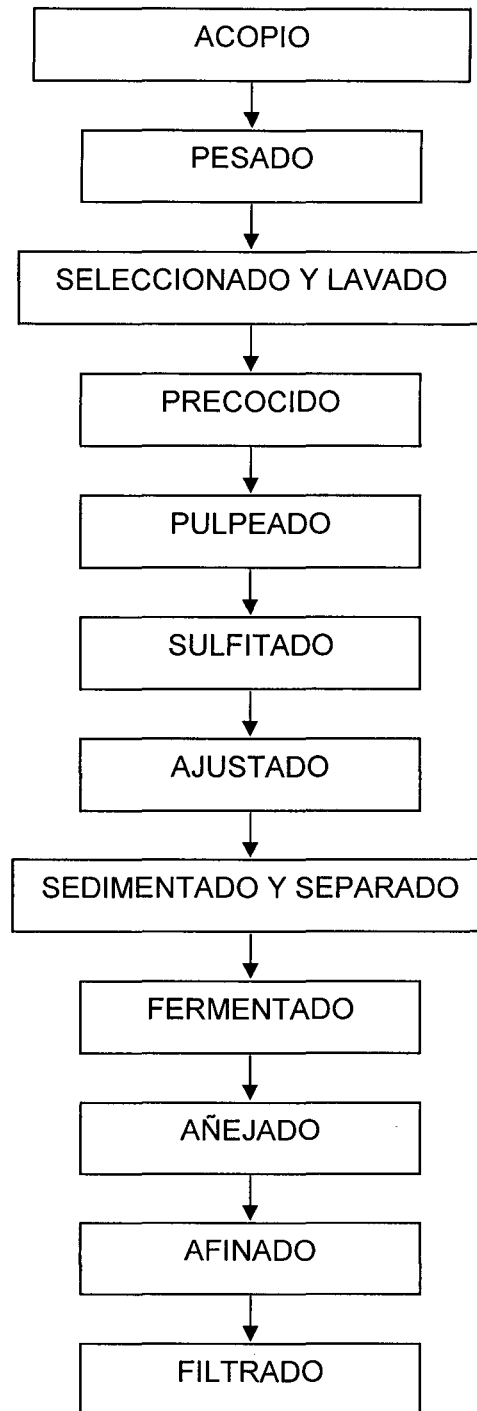 ACOPIO
PESADO
SELECCIONADO Y LAVADO
PRECOCIDO
PULPEADO
SULFITADO
AJUSTADO
SEDIMENTADO Y SEPARADO
FERMENTADO
AÑEJADO
AFINADO
FILTRADO